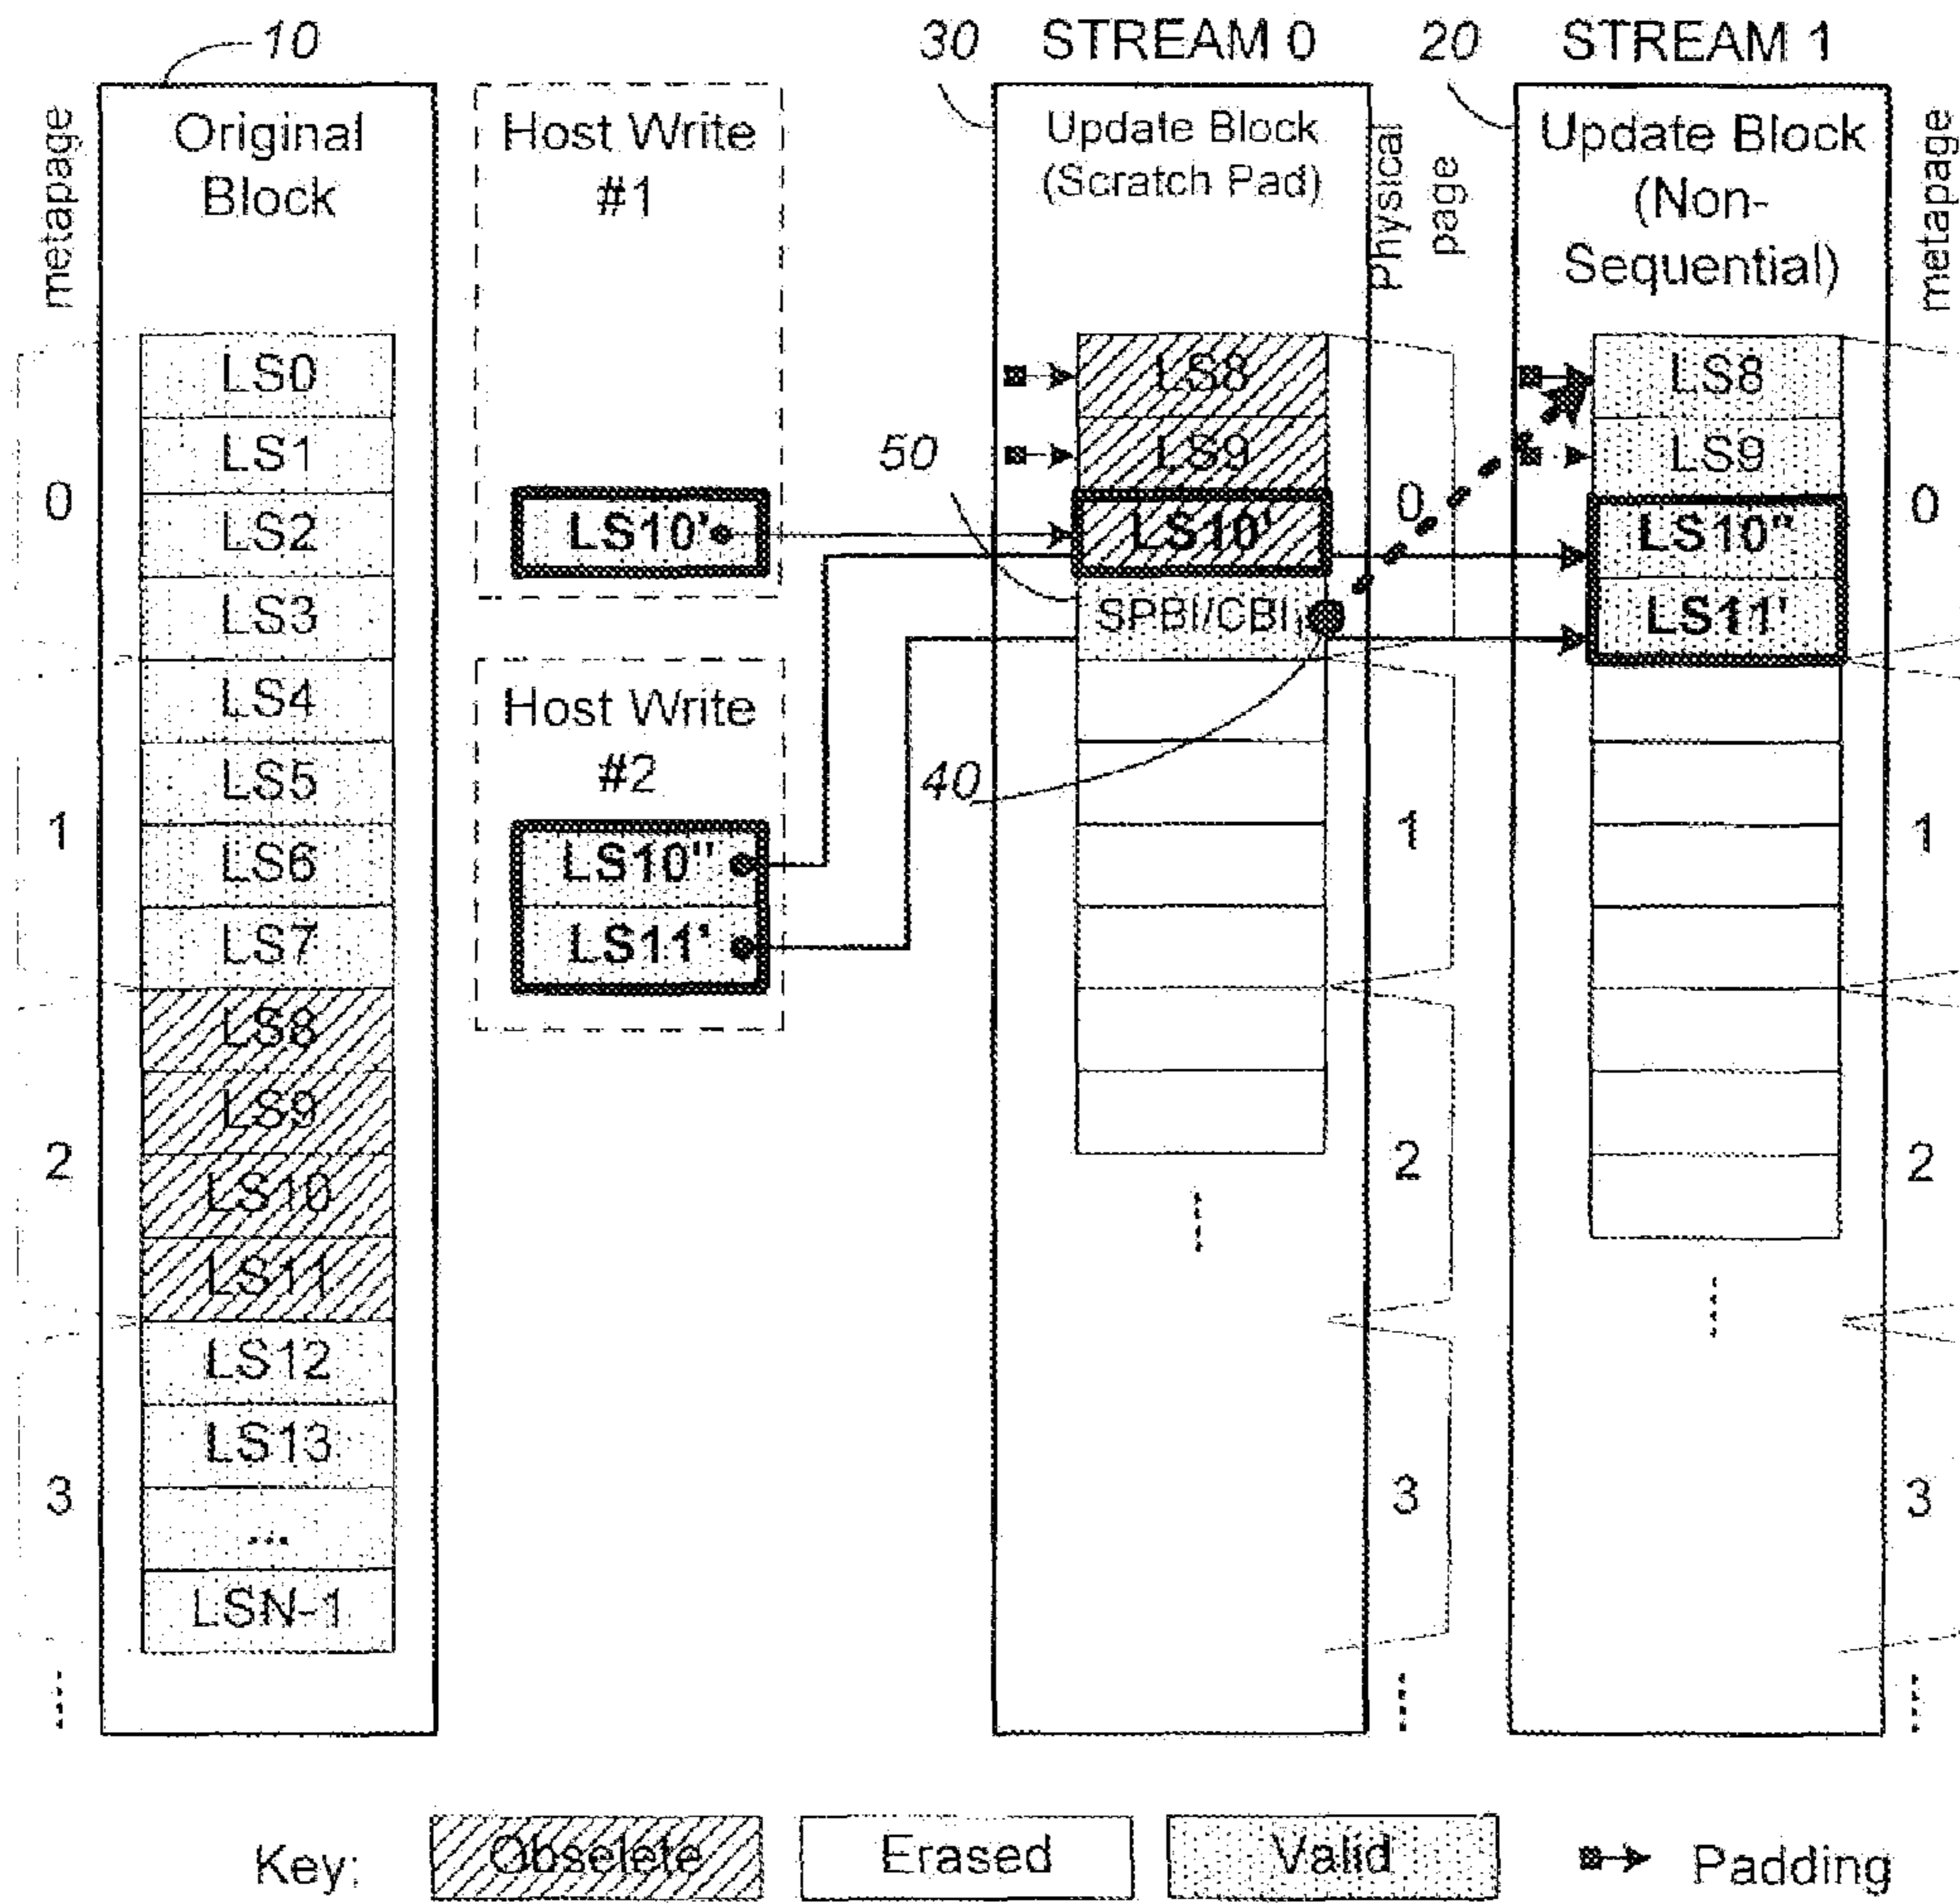 10
30
STREAM 0
20
STREAM 1
metapage
Original
Block
Host Write
#1
Update Block
(Scratch Pad)
Physical
page
Update Block
(Non-
Sequential)
metapage
LS0
LS1
LS2
LS3
LS4
LS5
LS6
LS7
LS8
LS9
LS10
LS11
LS12
LS13
...
LSN-1
0
1
2
3
...
LS10'
Host Write
#2
LS10"
LS11'
50
40
LS8
LS9
LS10'
SPBI/CBI
0
1
2
3
...
LS8
LS9
LS10"
LS11'
0
1
2
3
...
Key:
Obselete
Erased
Valid
Padding